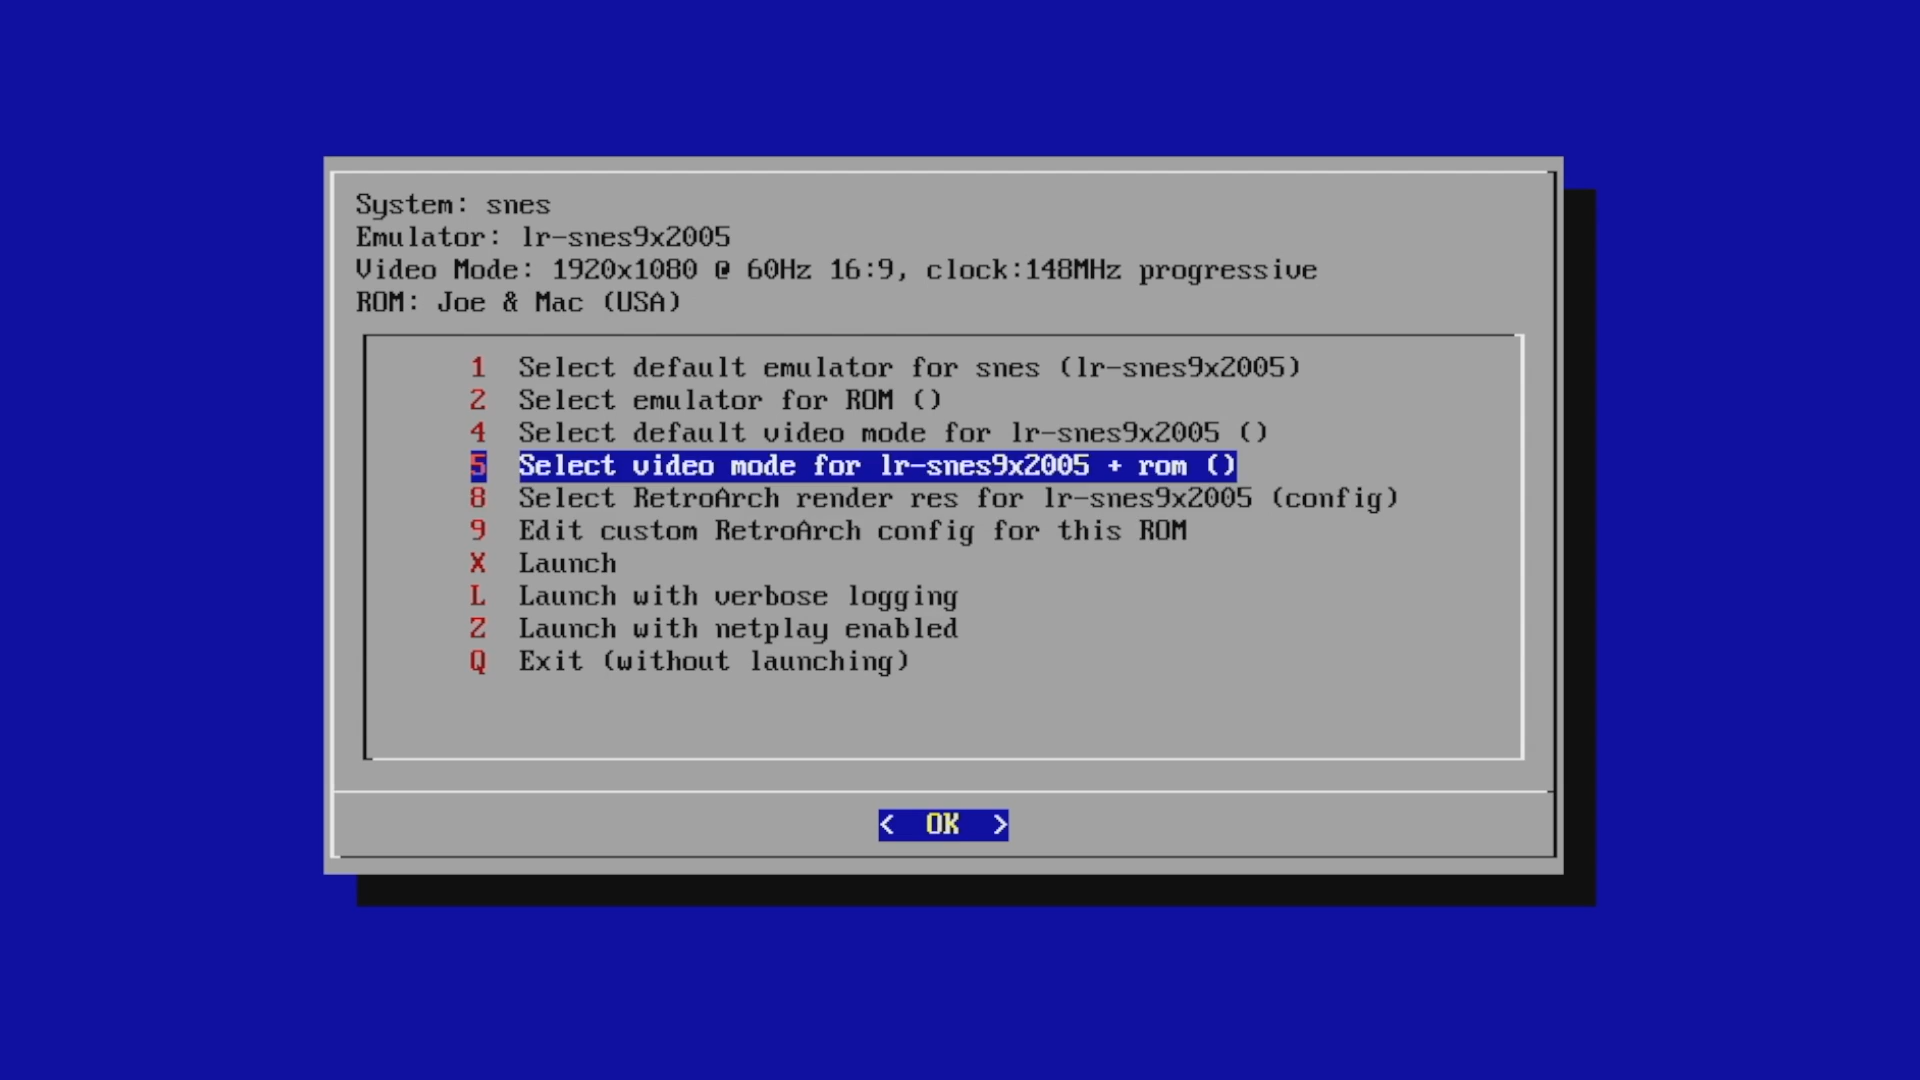 System: snes
Emulator: lr-snes9x2005
Video Mode: 1920x1080 @ 60Hz 16:9, clock:148MHz progressive
ROM: Joe & Mac (USA)
1 Select default emulator for snes (lr-snes9x2005)
2 Select emulator for ROM ()
4 Select default video mode for lr-snes9x2005 ()
5 Select video mode for lr-snes9x2005 + rom ()
8 Select RetroArch render res for lr-snes9x2005 (config)
9 Edit custom RetroArch config for this ROM
X Launch
L Launch with verbose logging
Z Launch with netplay enabled
Q Exit (without launching)
< OK >